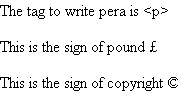 The tag to write pera is <p>
This is the sign of pound £
This is the sign of copyright ©